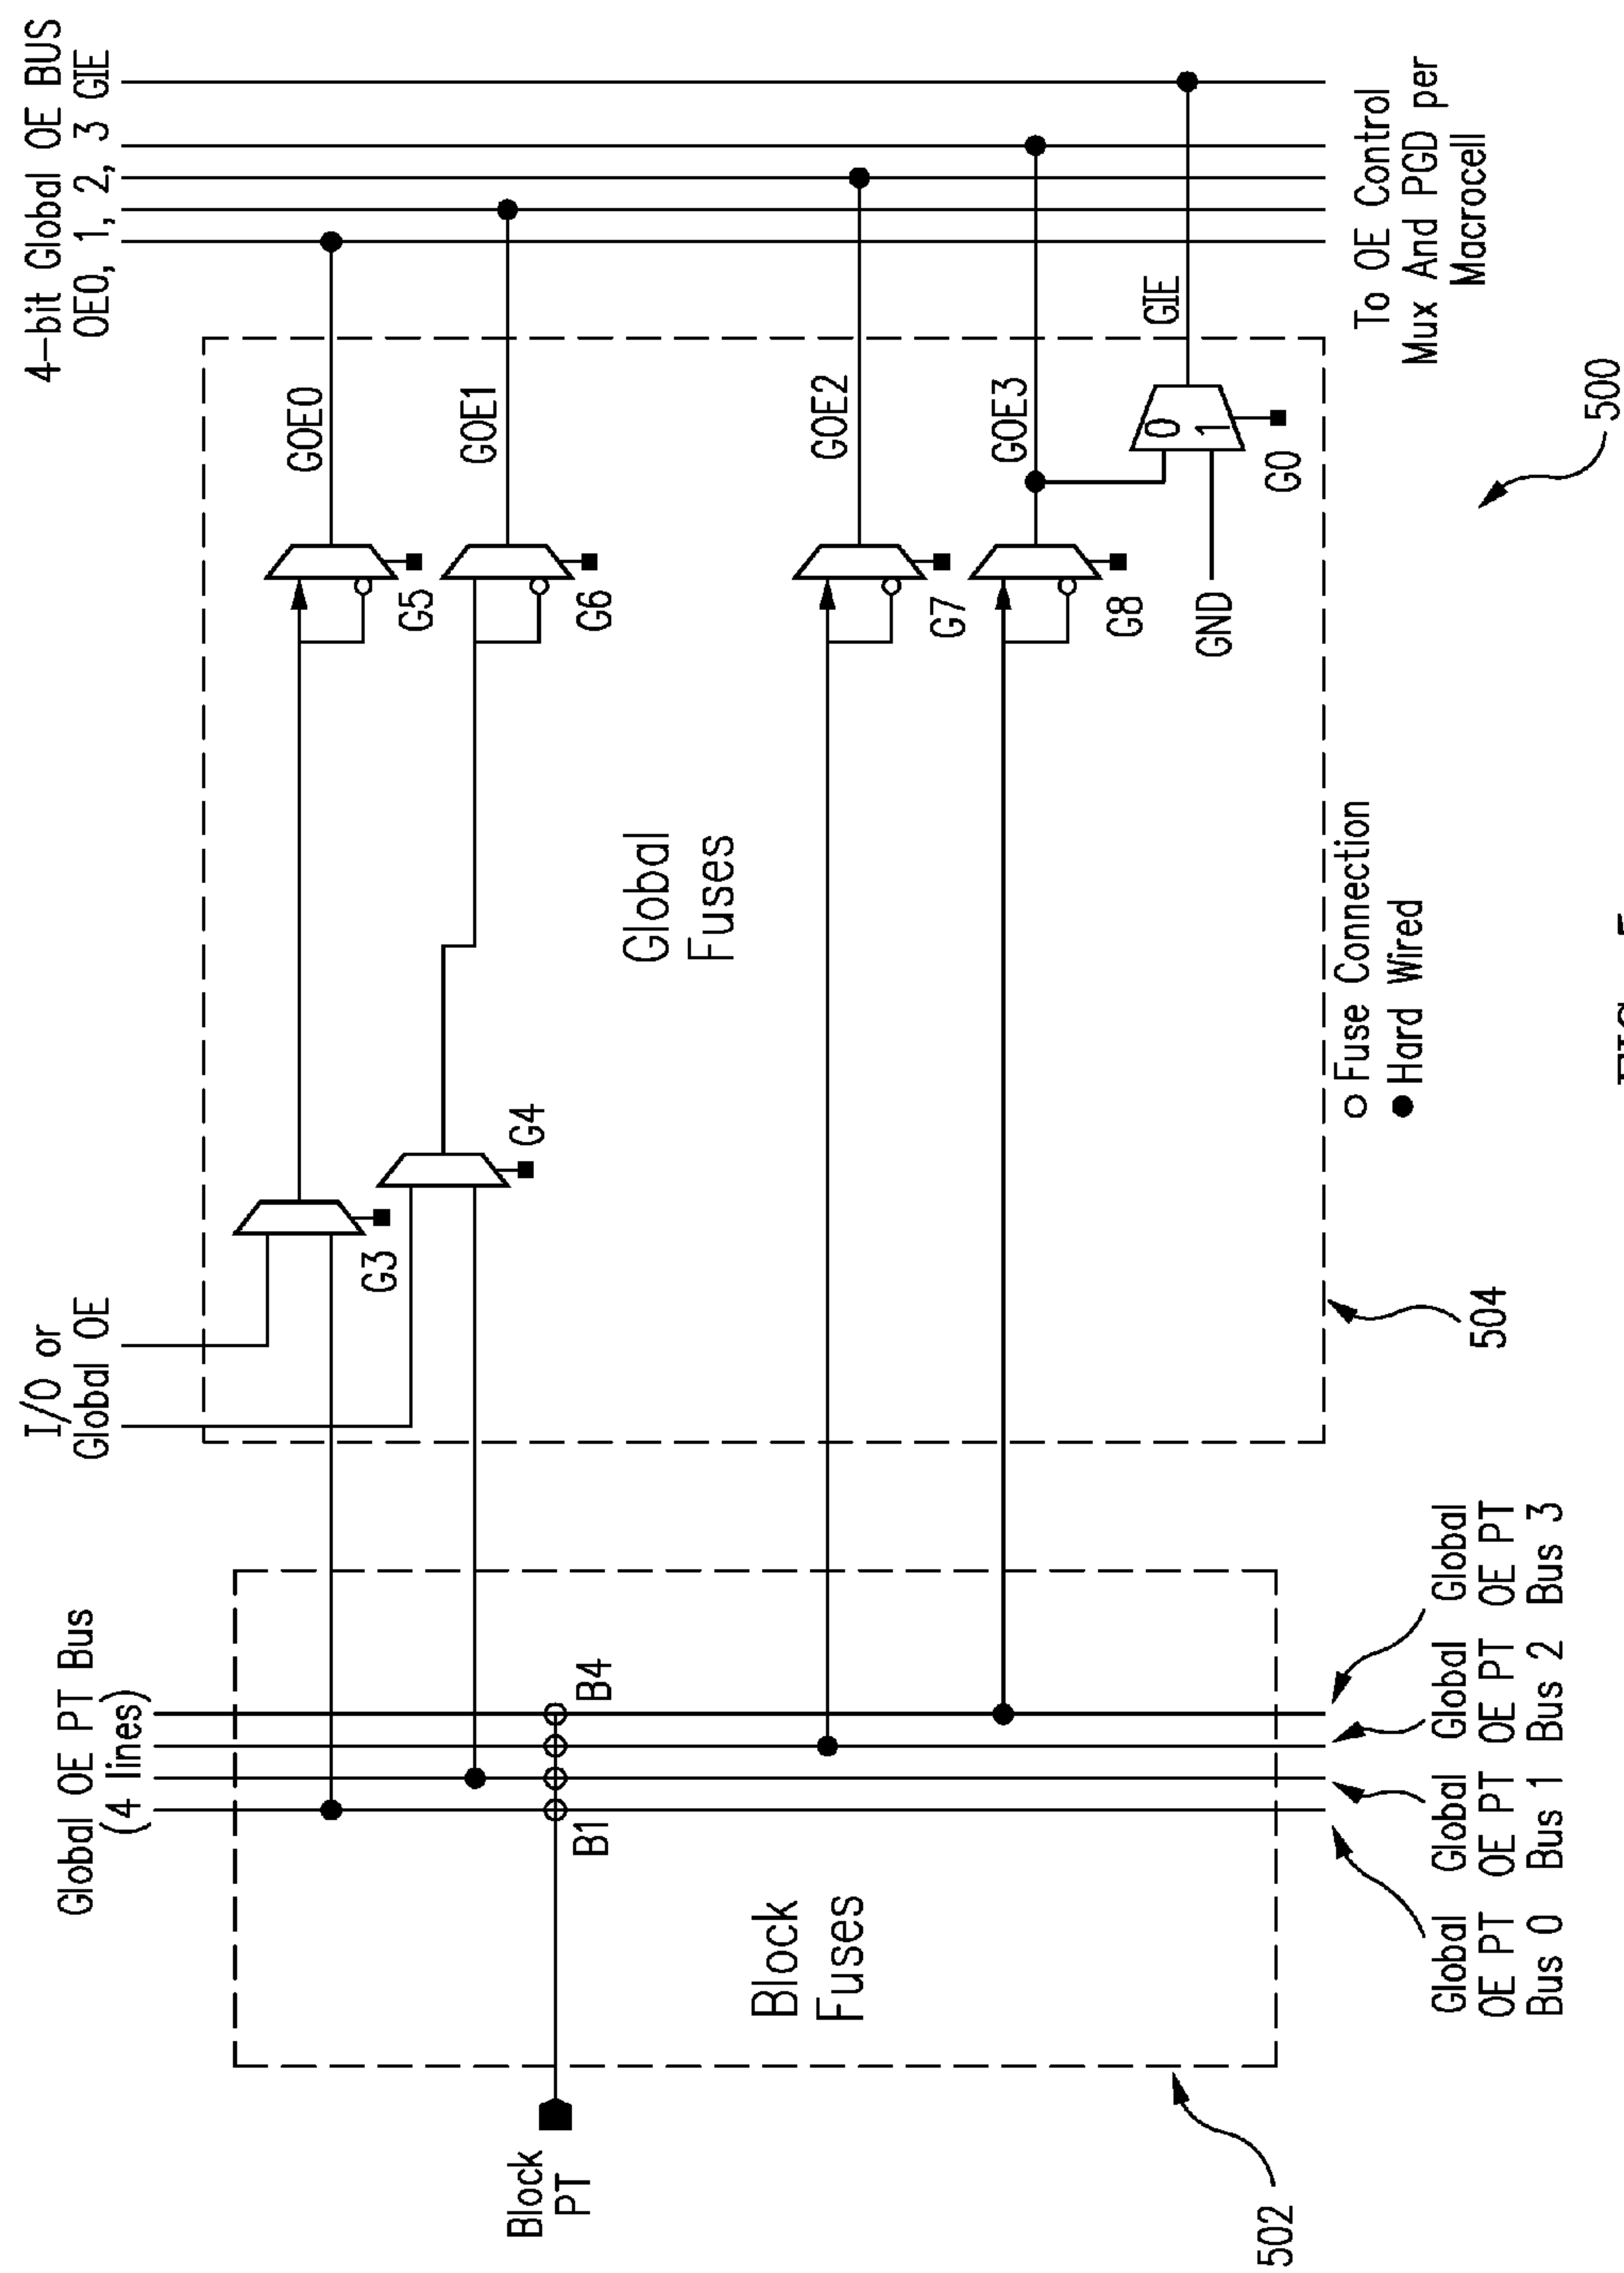 Global OE PT Bus
(4 lines)
I/O or
Global OE
4-bit Global OE BUS
OE0, 1, 2, 3 GIE
GOE0
G3
G5
G4
GOE1
G6
Block
PT
B1
B4
Block
Fuses
Global
Fuses
GOE2
G7
GOE3
G8
0
1
GIE
GND
G0
502
504
Global
OE PT
Bus 0
Global
OE PT
Bus 1
Global
OE PT
Bus 2
Global
OE PT
Bus 3
Fuse Connection
Hard Wired
To OE Control
Mux And PGD per
Macrocell
500